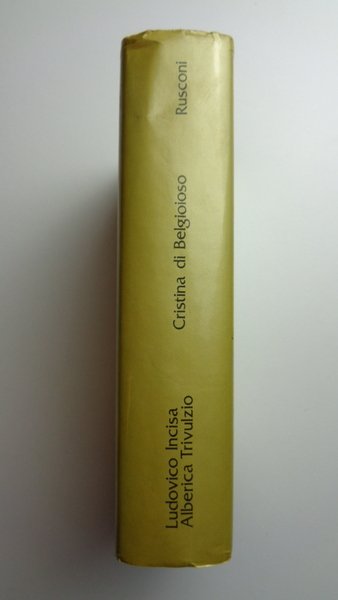 Ludovico Incisa
Alberica Trivulzio
Cristina di Belgioioso
Rusconi